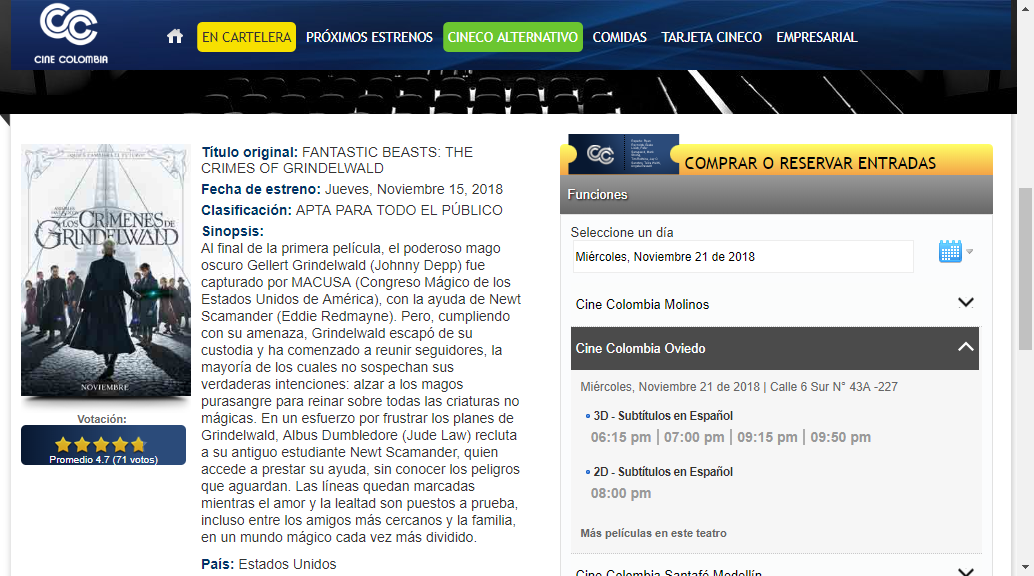 CINE COLOMBIA
EN CARTELERA
PRÓXIMOS ESTRENOS
CINECO ALTERNATIVO
COMIDAS
TARJETA CINECO
EMPRESARIAL
LOS CRÍMENES DE
GRINDELWALD
NOVIEMBRE
Votación:
Promedio 4.7 (71 votos)
Título original: FANTASTIC BEASTS: THE
CRIMES OF GRINDELWALD
Fecha de estreno: Jueves, Noviembre 15, 2018
Clasificación: APTA PARA TODO EL PÚBLICO
Sinopsis:
Al final de la primera película, el poderoso mago
oscuro Gellert Grindelwald (Johnny Depp) fue
capturado por MACUSA (Congreso Mágico de los
Estados Unidos de América), con la ayuda de Newt
Scamander (Eddie Redmayne). Pero, cumpliendo
con su amenaza, Grindelwald escapó de su
custodia y ha comenzado a reunir seguidores, la
mayoría de los cuales no sospechan sus
verdaderas intenciones: alzar a los magos
purasangre para reinar sobre todas las criaturas no
mágicas. En un esfuerzo por frustrar los planes de
Grindelwald, Albus Dumbledore (Jude Law) recluta
a su antiguo estudiante Newt Scamander, quien
accede a prestar su ayuda, sin conocer los peligros
que aguardan. Las líneas quedan marcadas
mientras el amor y la lealtad son puestos a prueba,
incluso entre los amigos más cercanos y la familia,
en un mundo mágico cada vez más dividido.
País: Estados Unidos
COMPRAR O RESERVAR ENTRADAS
Funciones
Seleccione un día
Miércoles, Noviembre 21 de 2018
Cine Colombia Molinos
Cine Colombia Oviedo
Miércoles, Noviembre 21 de 2018 | Calle 6 Sur N° 43A -227
3D - Subtítulos en Español
06:15 pm | 07:00 pm | 09:15 pm | 09:50 pm
2D - Subtítulos en Español
08:00 pm
Más películas en este teatro
Cine Colombia Santafé Medellín